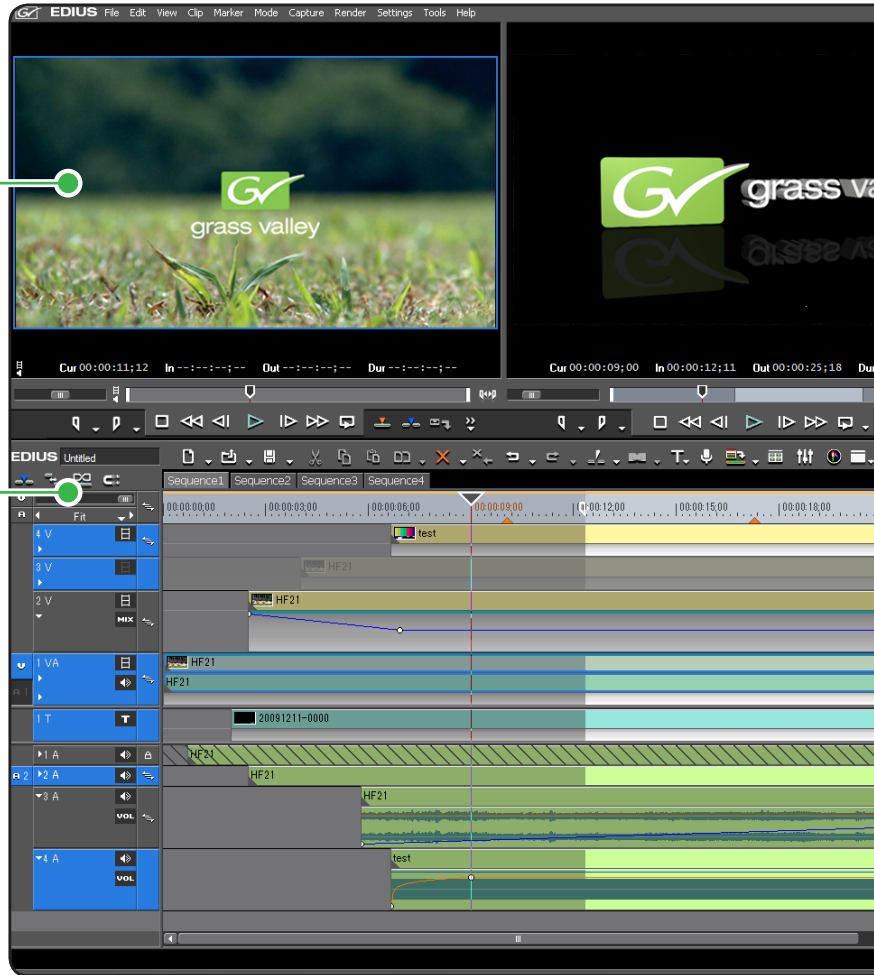 EDIUS File Edit View Clip Marker Mode Capture Render Settings Tools Help
GV
grass valley
GV
grass va
Cur 00:00:11;12 In --:--:--;-- Out --:--:--;-- Dur --:--:--;--
Cur 00:00:09;00 In 00:00:12;11 Out 00:00:25;18 Dur
EDIUS Untitled
Sequence1 Sequence2 Sequence3 Sequence4
Fit
00:00:00;00 00:00:03;00 00:00:06;00 00:00:09;00 00:00:12;00 00:00:15;00 00:00:18;00
4 V test
3 V HF21
2 V HF21
MIX
1 VA HF21
HF21
1 T T 20091211-0000
1 A HF21
2 2 A HF21
3 A HF21
VOL
4 A test
VOL